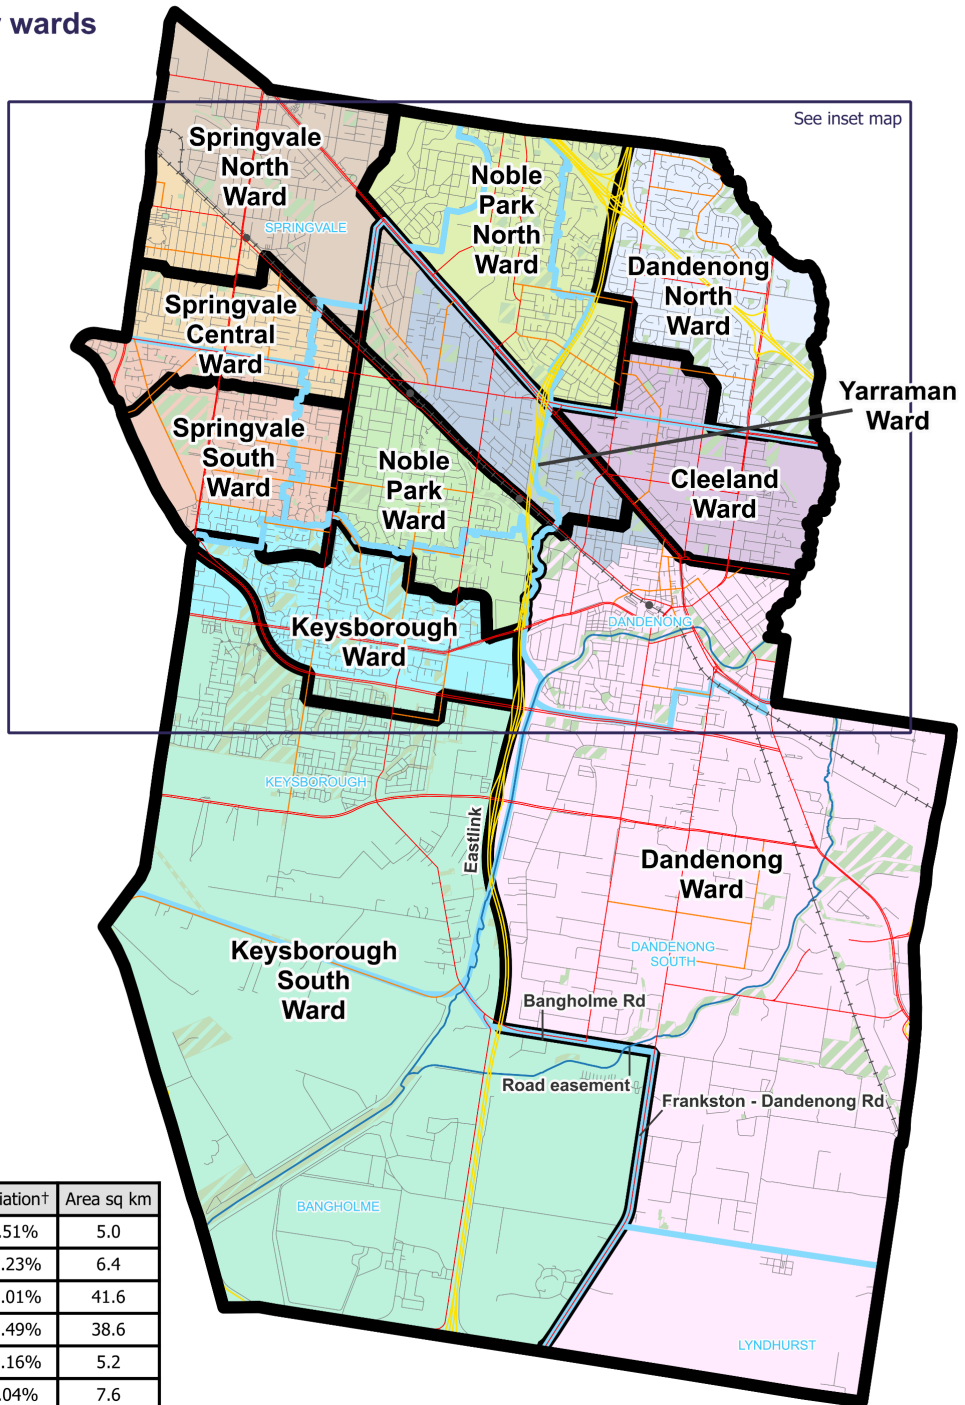 wards
See inset map
Springvale
North
Ward
SPRINGVALE
Noble
Park
North
Ward
Dandenong
North
Ward
Springvale
Central
Ward
Yarraman
Ward
Springvale
South
Ward
Noble
Park
Ward
Cleeland
Ward
Keysborough
Ward
DANDENONG
KEYSBOROUGH
Eastlink
Dandenong
Ward
Keysborough
South
Ward
DANDENONG
SOUTH
Bangholme Rd
Road easement
Frankston - Dandenong Rd
BANGHOLME
LYNDHURST
iation† Area sq km
.51% 5.0
.23% 6.4
.01% 41.6
.49% 38.6
.16% 5.2
.04% 7.6